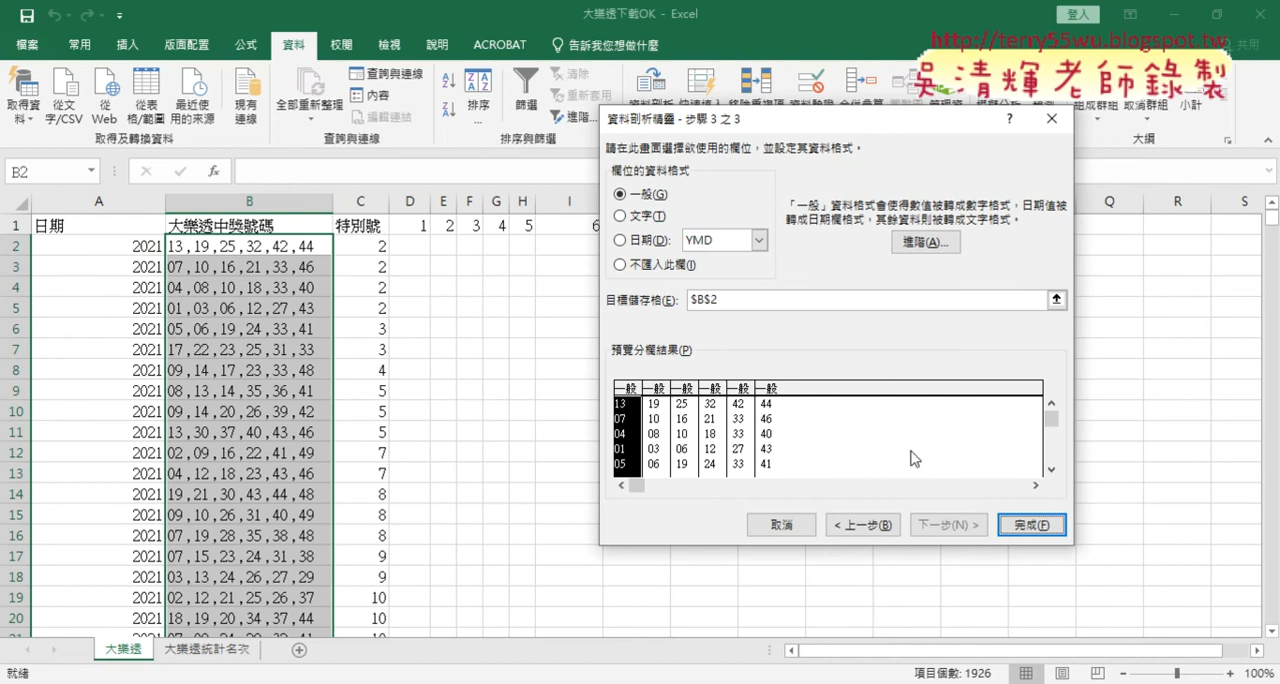 大樂透下載OK - Excel
登入
http://terry55wu.blogspot.tw
吳清輝老師錄製
檔案 常用 插入 版面配置 公式 資料 校閱 檢視 說明 ACROBAT 告訴我您想做什麼 共用
取得資料 從文字/CSV 從Web 從表格/範圍 最近使用的來源 現有連線
全部重新整理 查詢與連線 內容 編輯連結
排序 篩選 清除 重新套用 進階...
小計
取得及轉換資料 查詢與連線 排序與篩選 大綱
B2
資料剖析精靈 - 步驟 3 之 3
請在此畫面選擇欲使用的欄位，並設定其資料格式。
欄位的資料格式
一般(G)
文字(T)
日期(D): YMD
不匯入此欄(I)
「一般」資料格式會使得數值被轉成數字格式，日期值被轉成日期欄格式，其餘資料則被轉成文字格式。
進階(A)...
目標儲存格(E): $B$2
預覽分欄結果(P)
一般 一般 一般 一般 一般 一般
13 19 25 32 42 44
07 10 16 21 33 46
04 08 10 18 33 40
01 03 06 12 27 43
05 06 19 24 33 41
取消 < 上一步(B) 下一步(N) > 完成(F)
A B C D E F G H I Q R S
1 日期 大樂透中獎號碼 特別號 1 2 3 4 5 6
2 2021 13,19,25,32,42,44 2
3 2021 07,10,16,21,33,46 2
4 2021 04,08,10,18,33,40 2
5 2021 01,03,06,12,27,43 2
6 2021 05,06,19,24,33,41 3
7 2021 17,22,23,25,31,33 3
8 2021 09,14,17,23,33,48 4
9 2021 08,13,14,35,36,41 5
10 2021 09,14,20,26,39,42 5
11 2021 13,30,37,40,43,46 5
12 2021 02,09,16,22,41,49 7
13 2021 04,12,18,23,43,46 7
14 2021 19,21,30,43,44,48 8
15 2021 09,10,26,31,40,49 8
16 2021 07,19,28,35,38,48 8
17 2021 07,15,23,24,31,38 9
18 2021 03,13,24,26,27,29 9
19 2021 02,12,21,25,26,37 10
20 2021 18,19,20,34,37,44 10
大樂透 大樂透統計名次
就緒
項目個數: 1926
100%